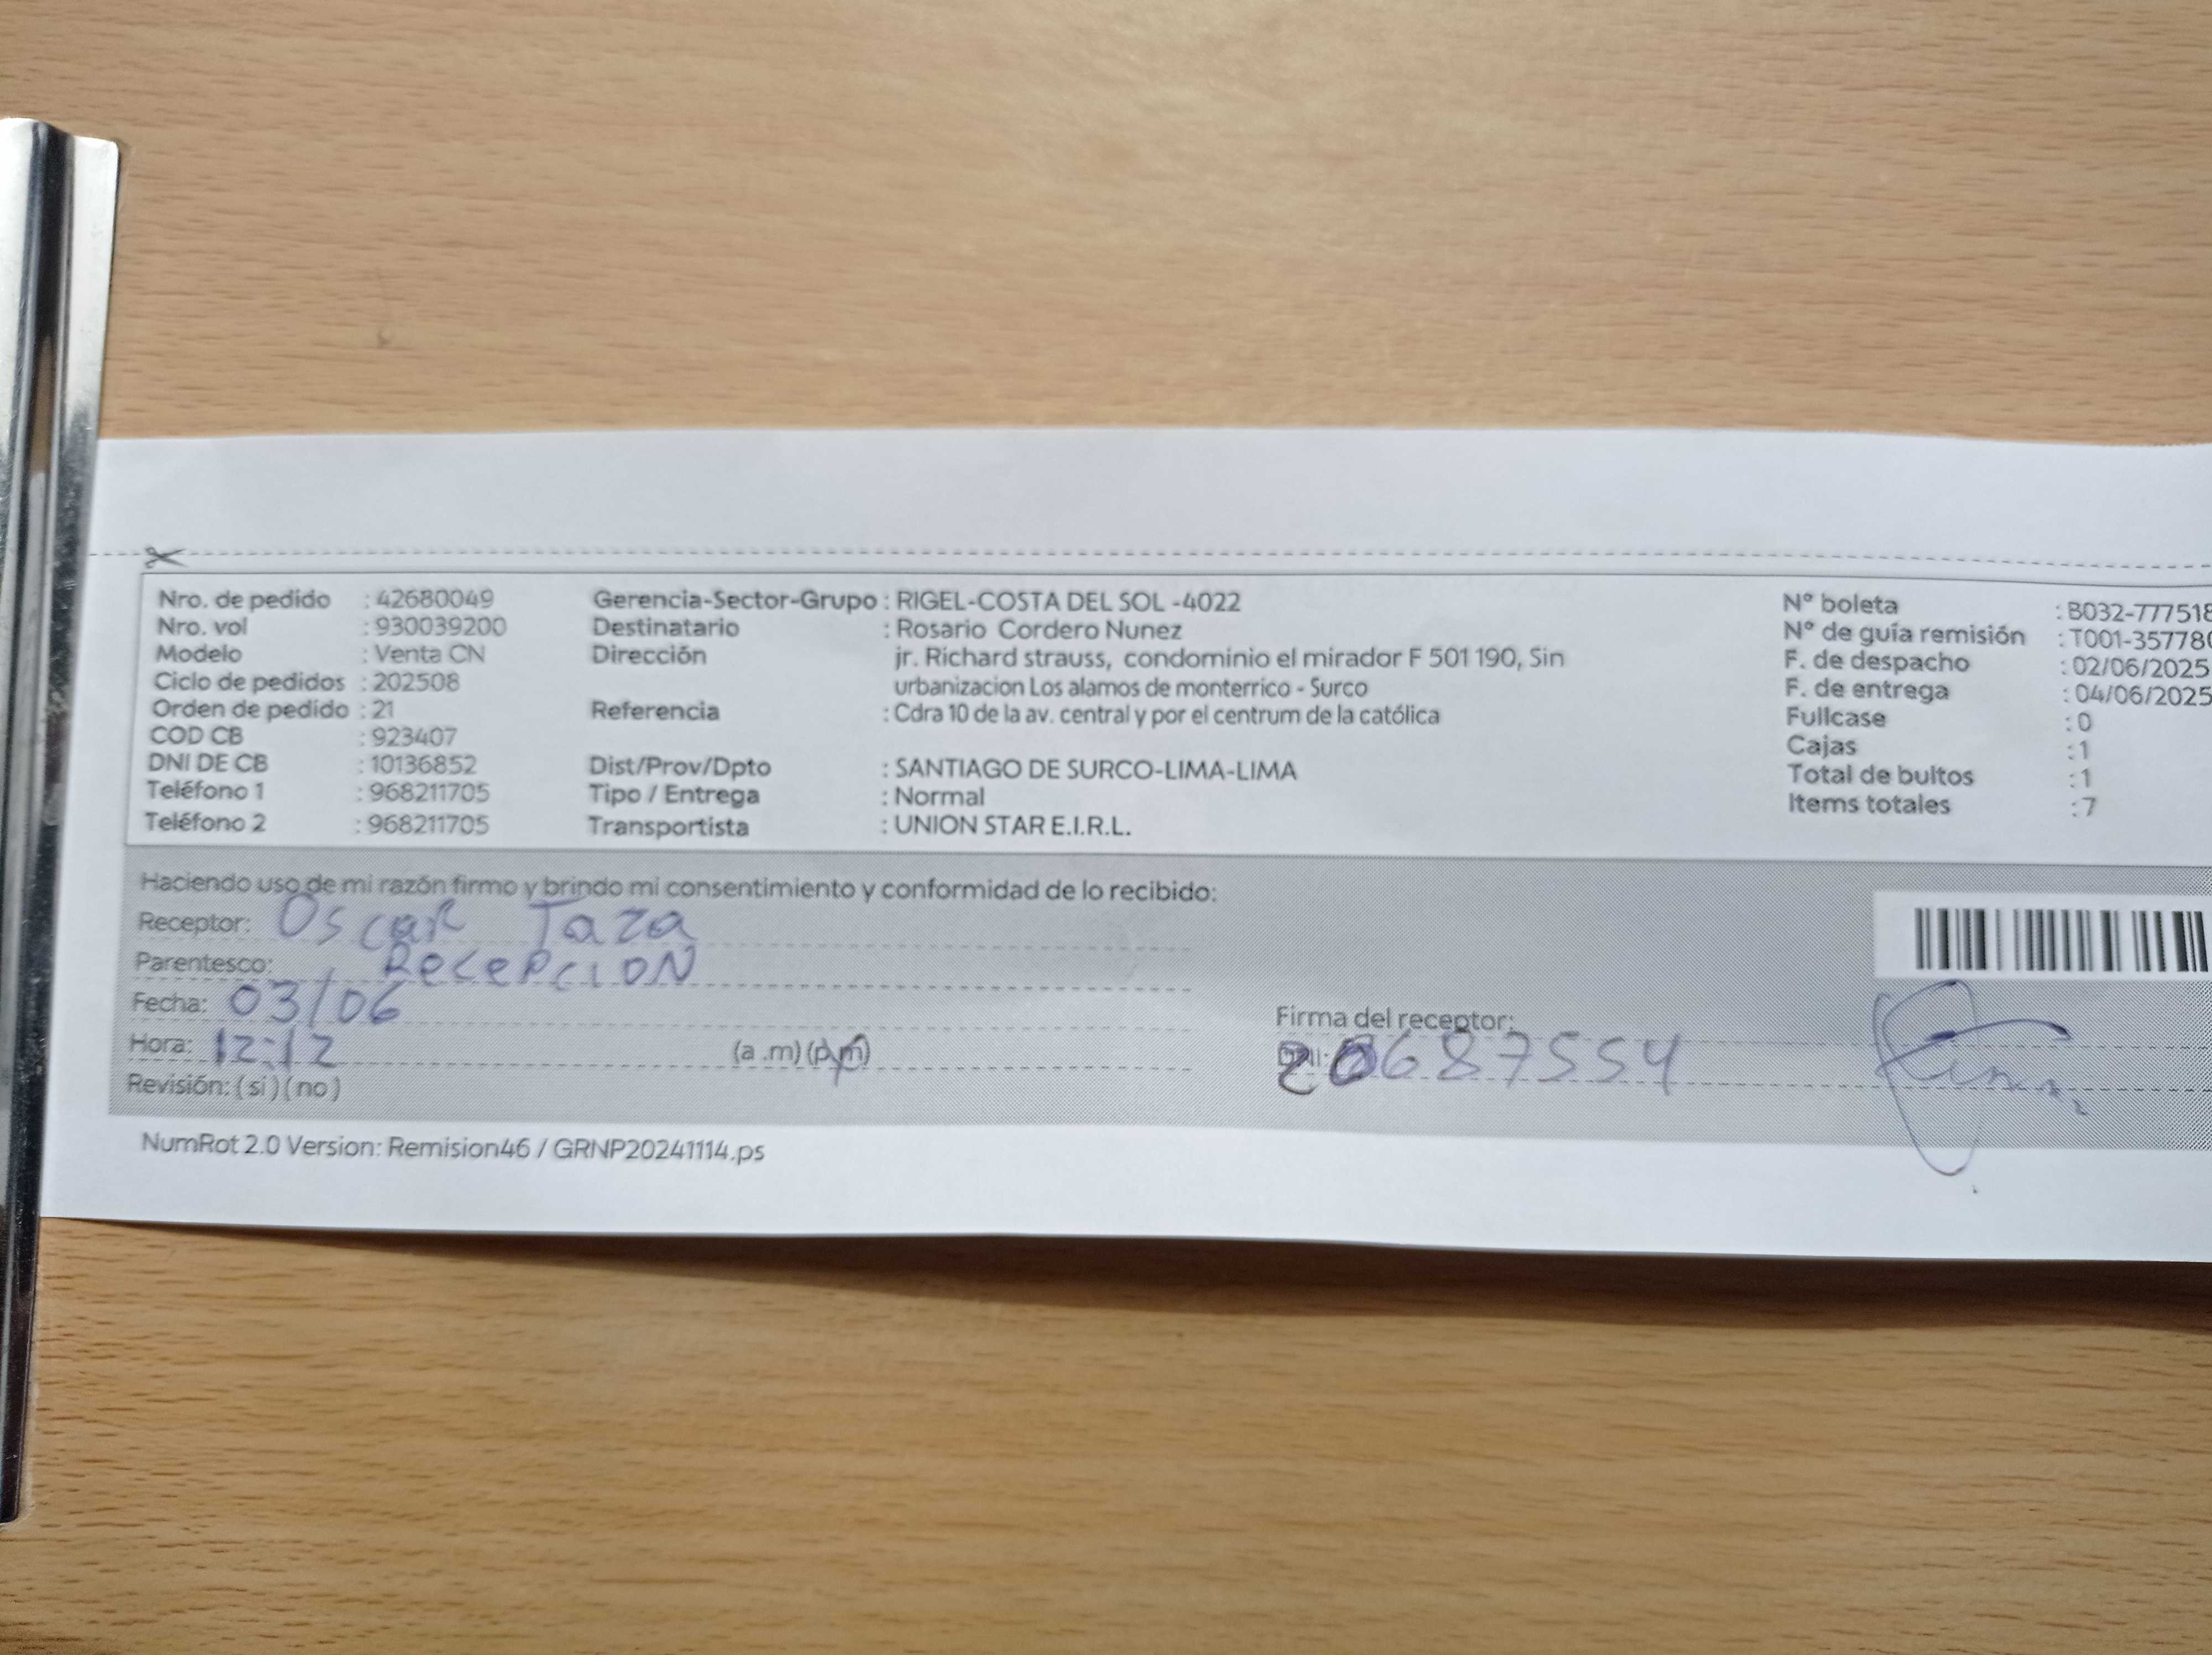 Nro. de pedido : 42680049
Nro. vol : 930039200
Modelo : Venta CN
Ciclo de pedidos : 202508
Orden de pedido : 21
COD CB : 923407
DNI DE CB : 10136852
Teléfono 1 : 968211705
Teléfono 2 : 968211705
Gerencia-Sector-Grupo : RIGEL-COSTA DEL SOL -4022
Destinatario : Rosario Cordero Nunez
Dirección jr. Richard strauss, condominio el mirador F 501 190, Sin
urbanizacion Los alamos de monterrico - Surco
Referencia : Cdra 10 de la av. central y por el centrum de la católica
Dist/Prov/Dpto : SANTIAGO DE SURCO-LIMA-LIMA
Tipo / Entrega : Normal
Transportista : UNION STAR E.I.R.L.
N° boleta : B032-777518
N° de guía remisión : T001-357780
F. de despacho : 02/06/2025
F. de entrega : 04/06/2025
Fullcase : 0
Cajas : 1
Total de bultos : 1
Items totales : 7
Haciendo uso de mi razón firmo y brindo mi consentimiento y conformidad de lo recibido:
Receptor: Oscar Taza
Parentesco: RecePcioN
Fecha: 03/06
Hora: 12:12 (a .m) (p.m)
Revisión: ( si ) ( no )
Firma del receptor:
20687554
NumRot 2.0 Version: Remision46 / GRNP20241114.ps